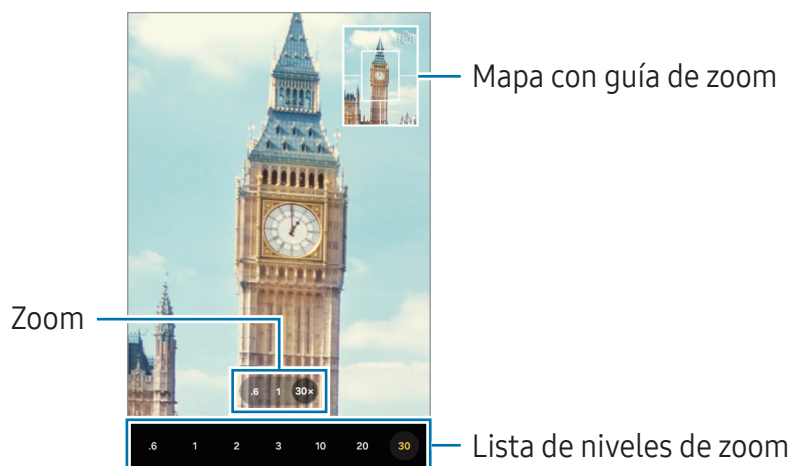 Mapa con guía de zoom
Zoom
.6 1 30×
.6 1 2 3 10 20 30
Lista de niveles de zoom